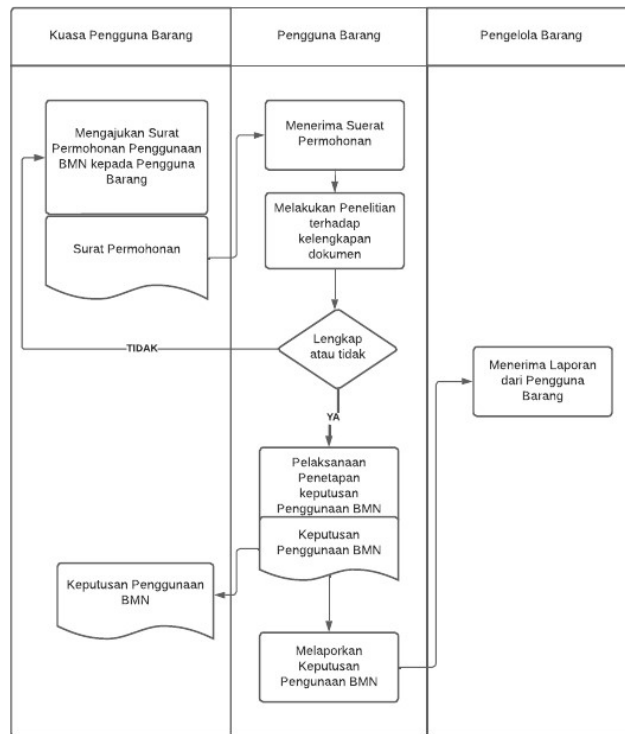 Kuasa Pengguna Barang
Pengguna Barang
Pengelola Barang
Mengajukan Surat
Permohonan Penggunaan
BMN kepada Pengguna
Barang
Surat Permohonan
Menerima Suerat
Permohonan
Melakukan Penelitian
terhadap
kelengkapan
dokumen
Lengkap
atau tidak
TIDAK
YA
Menerima Laporan
dari Pengguna
Barang
Pelaksanaan
Penetapan
keputusan
Penggunaan BMN
Keputusan
Penggunaan BMN
Keputusan Penggunaan
BMN
Melaporkan
Keputusan
Pengunaan BMN